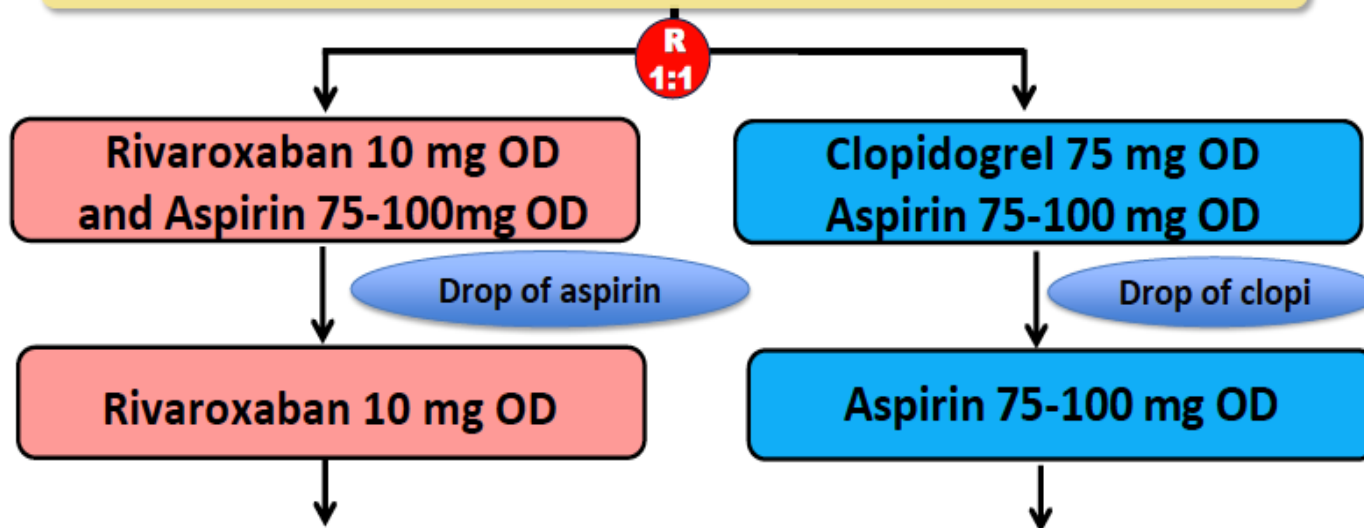 R
1:1
Rivaroxaban 10 mg OD
and Aspirin 75-100mg OD
Clopidogrel 75 mg OD
Aspirin 75-100 mg OD
Drop of aspirin
Drop of clopi
Rivaroxaban 10 mg OD
Aspirin 75-100 mg OD